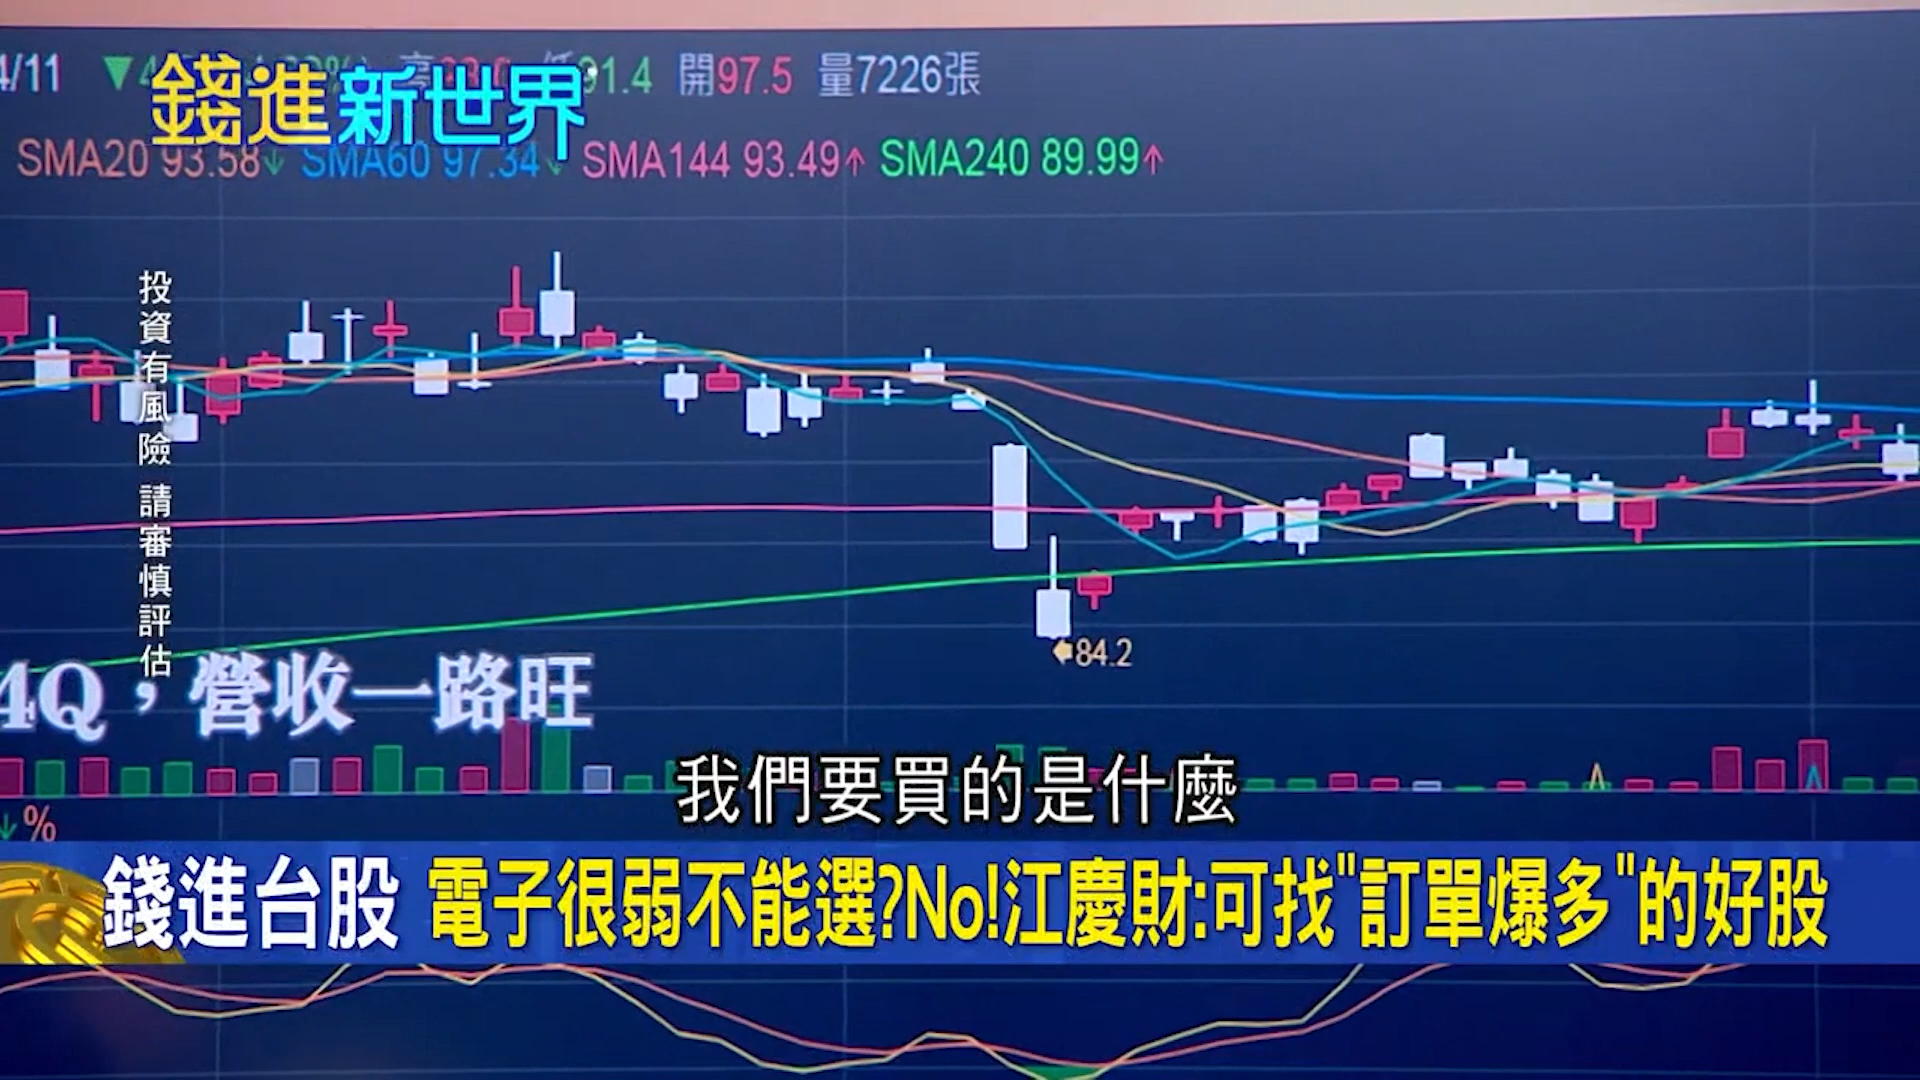 4/11 91.4 開97.5 量7226張
錢進新世界
SMA20 93.58↓ SMA60 97.34↓ SMA144 93.49↑ SMA240 89.99↑
投資有風險 請審慎評估
84.2
4Q，營收一路旺
我們要買的是什麼
↓%
錢進台股 電子很弱不能選?No!江慶財:可找"訂單爆多"的好股